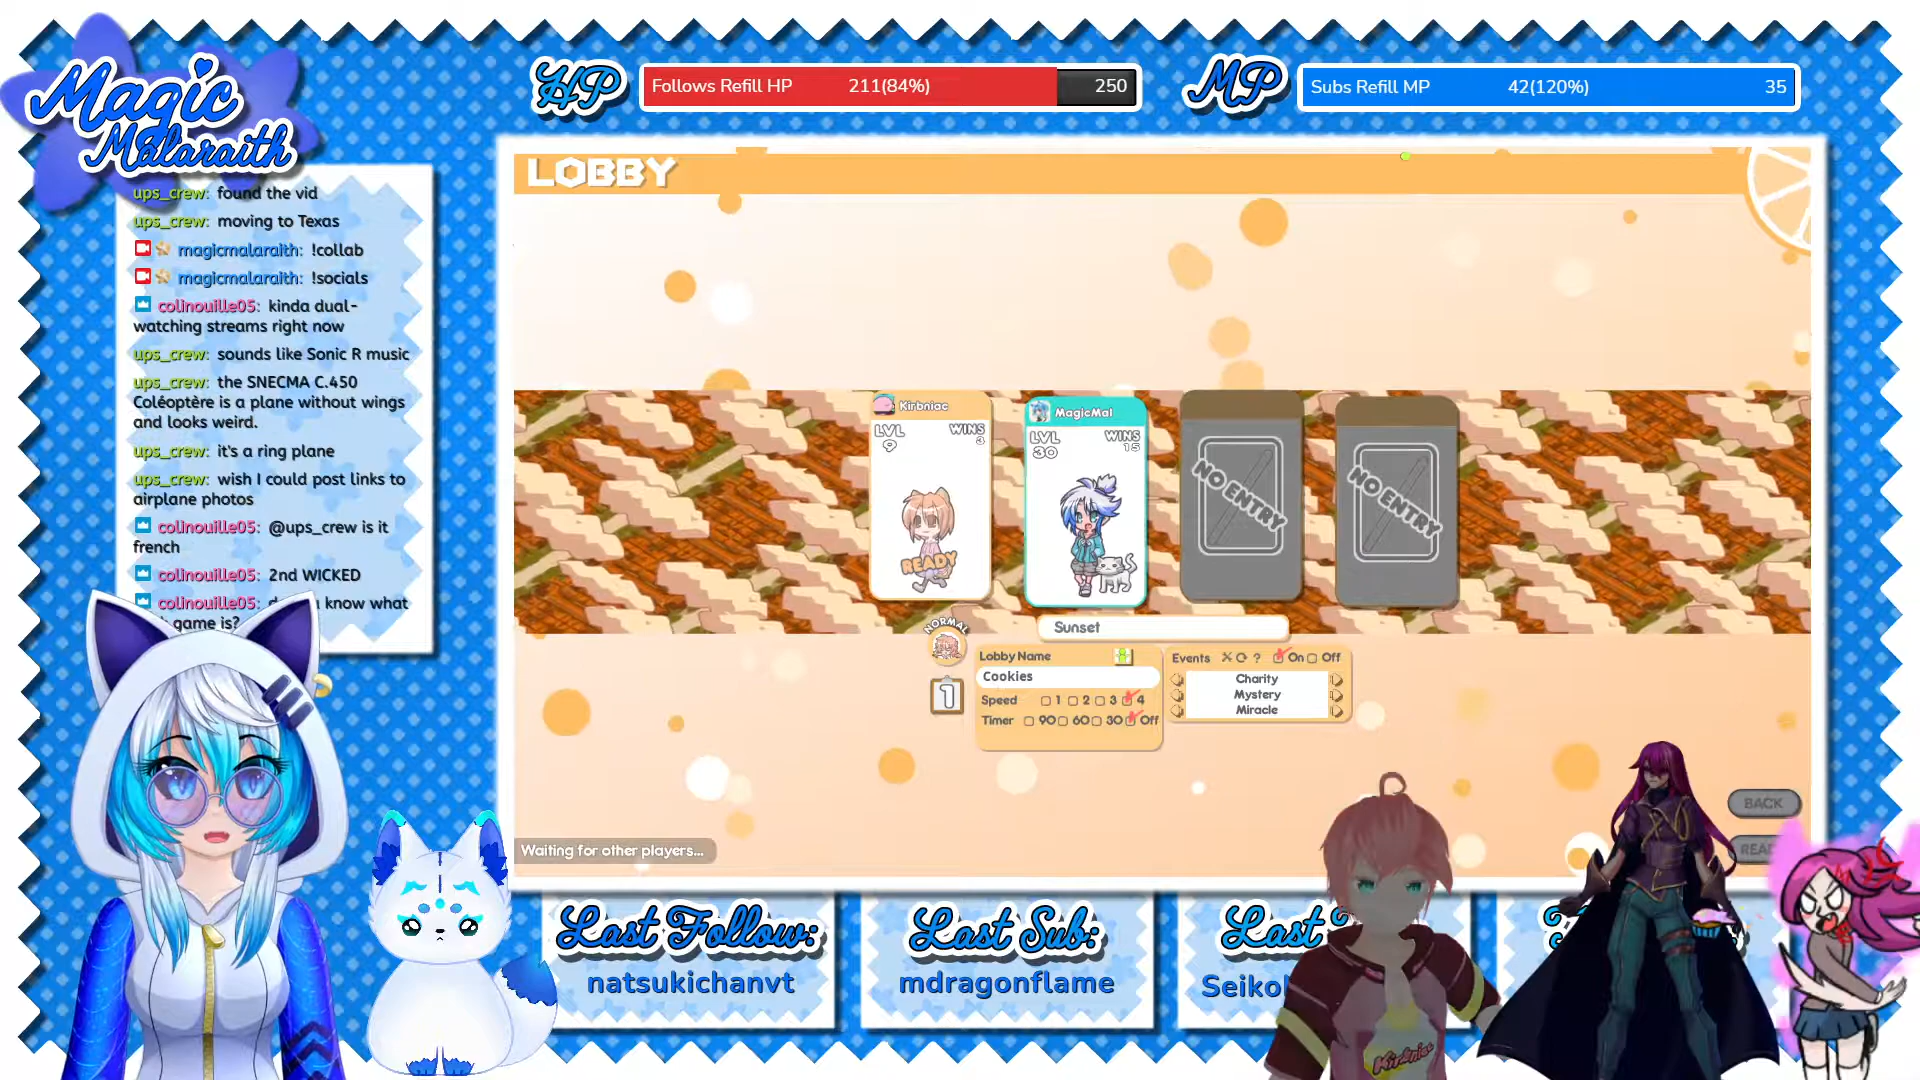 Magic
Malaraith
HP
Follows Refill HP 211(84%) 250
MP
Subs Refill MP 42(120%) 35
ups_crew: found the vid
ups_crew: moving to Texas
magicmalaraith: !collab
magicmalaraith: !socials
colinouille05: kinda dual-
watching streams right now
ups_crew: sounds like Sonic R music
ups_crew: the SNECMA C.450
Coléoptère is a plane without wings
and looks weird.
ups_crew: it's a ring plane
ups_crew: wish I could post links to
airplane photos
colinouille05: @ups_crew is it
french
colinouille05: 2nd WICKED
colinouille05: know what
game is?
LOBBY
Kirbniac
LVL
9
WINS
3
READY
MagicMal
LVL
30
WINS
15
NO ENTRY
NO ENTRY
Sunset
NORMAL
1
Lobby Name
Cookies
Speed 1 2 3 4
Timer 90 60 30 Off
Events ? On Off
Charity
Mystery
Miracle
Waiting for other players...
BACK
Last Follow:
natsukichanvt
Last Sub:
mdragonflame
Last
Kirbniac